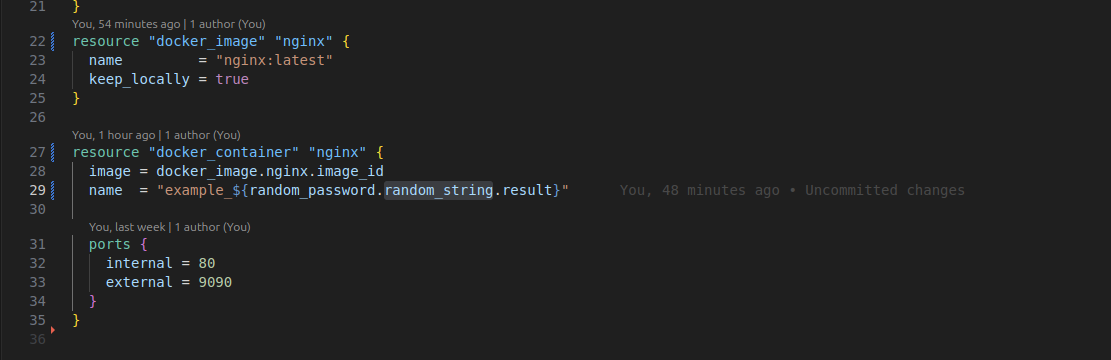 21 }
You, 54 minutes ago | 1 author (You)
22 resource "docker_image" "nginx" {
23   name         = "nginx:latest"
24   keep_locally = true
25 }
26
You, 1 hour ago | 1 author (You)
27 resource "docker_container" "nginx" {
28   image = docker_image.nginx.image_id
29   name  = "example_${random_password.random_string.result}"      You, 48 minutes ago • Uncommitted changes
30
You, last week | 1 author (You)
31   ports {
32     internal = 80
33     external = 9090
34   }
35 }
36